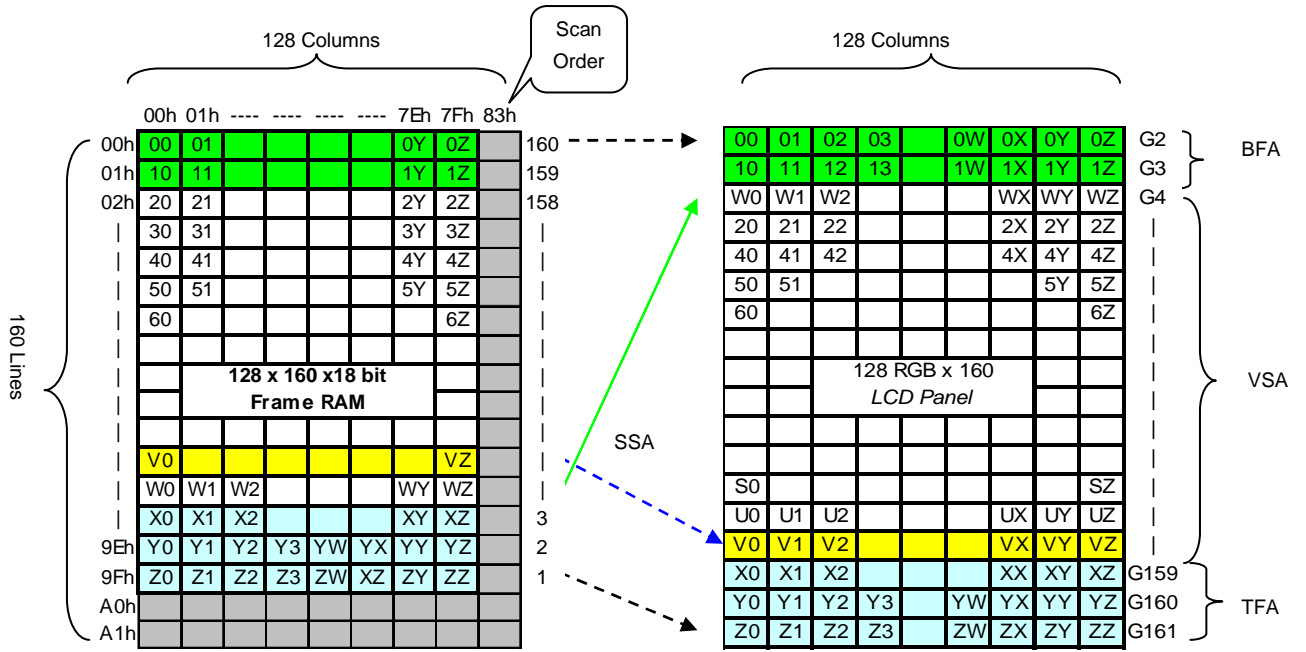 128 Columns
Scan
Order
128 Columns
00h 01h ---- ---- ---- ---- 7Eh 7Fh 83h
00h 00 01 0Y 0Z 160
01h 10 11 1Y 1Z 159
02h 20 21 2Y 2Z 158
30 31 3Y 3Z
40 41 4Y 4Z
50 51 5Y 5Z
60 6Z
128 x 160 x18 bit
Frame RAM
V0 VZ
W0 W1 W2 WY WZ
X0 X1 X2 XY XZ 3
9Eh Y0 Y1 Y2 Y3 YW YX YY YZ 2
9Fh Z0 Z1 Z2 Z3 ZW XZ ZY ZZ 1
A0h
A1h
160 Lines
SSA
00 01 02 03 0W 0X 0Y 0Z G2
10 11 12 13 1W 1X 1Y 1Z G3
BFA
W0 W1 W2 WX WY WZ G4
20 21 22 2X 2Y 2Z
40 41 42 4X 4Y 4Z
50 51 5Y 5Z
60 6Z
128 RGB x 160
LCD Panel
VSA
S0 SZ
U0 U1 U2 UX UY UZ
V0 V1 V2 VX VY VZ
X0 X1 X2 XX XY XZ G159
Y0 Y1 Y2 Y3 YW YX YY YZ G160
Z0 Z1 Z2 Z3 ZW ZX ZY ZZ G161
TFA